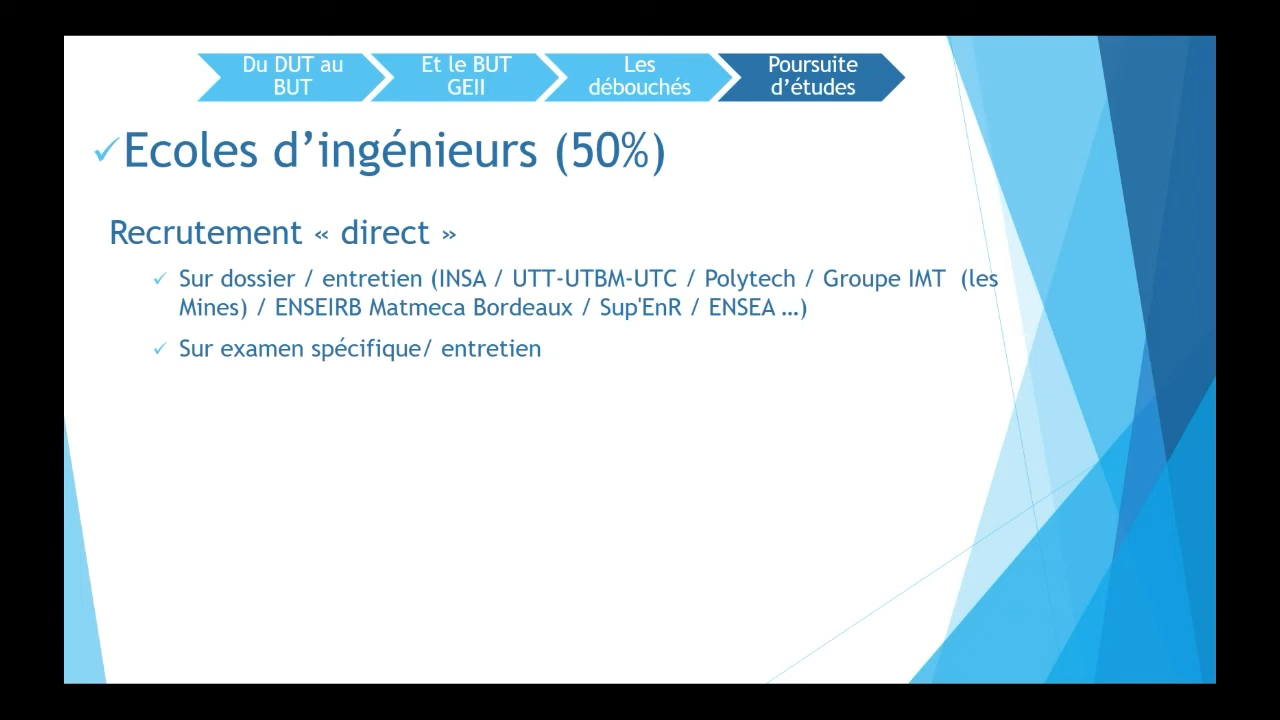 Du DUT au
BUT
Et le BUT
GEII
Les
débouchés
Poursuite
d’études
Ecoles d’ingénieurs (50%)
Recrutement « direct »
Sur dossier / entretien (INSA / UTT-UTBM-UTC / Polytech / Groupe IMT (les
Mines) / ENSEIRB Matmeca Bordeaux / Sup'EnR / ENSEA …)
Sur examen spécifique/ entretien